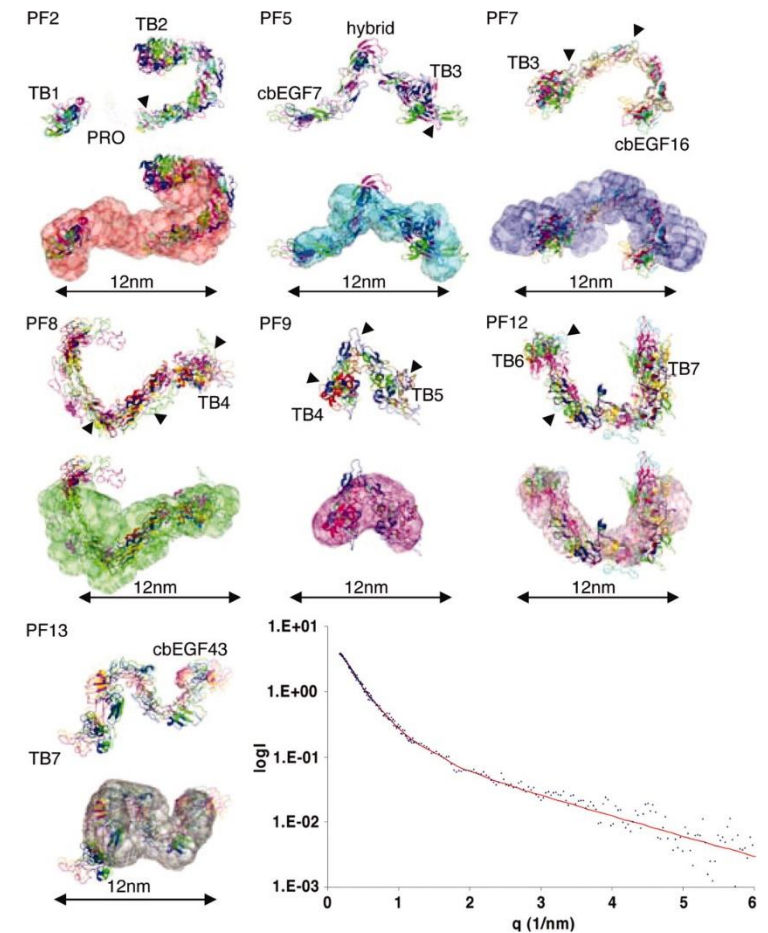 PF2
TB2
TB1
PRO
12nm
PF5
hybrid
TB3
cbEGF7
12nm
PF7
TB3
cbEGF16
12nm
PF8
TB4
12nm
PF9
TB4
TB5
12nm
PF12
TB6
TB7
12nm
PF13
cbEGF43
TB7
12nm
1.E+01
1.E+00
1.E-01
1.E-02
1.E-03
logI
0 1 2 3 4 5 6
q (1/nm)